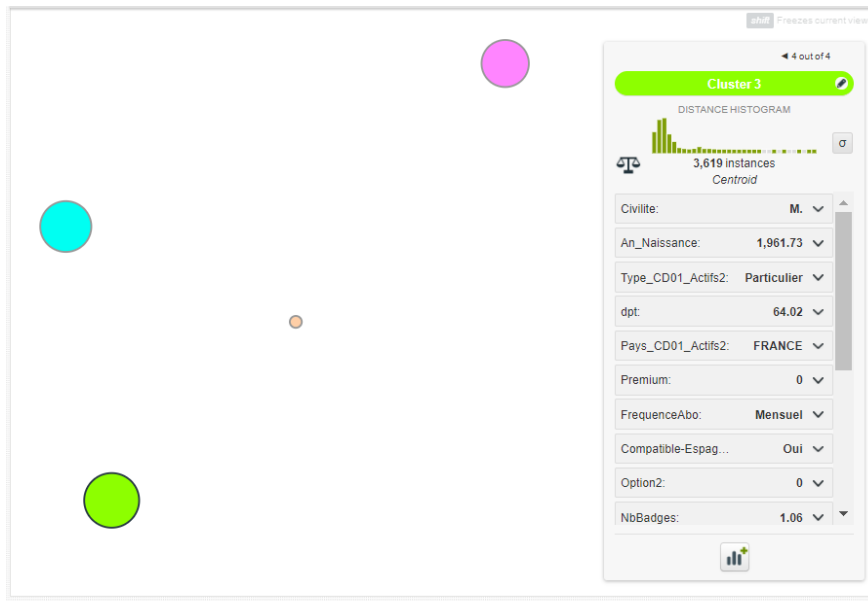 shift Freezes current view
◄ 4 out of 4
Cluster 3
DISTANCE HISTOGRAM
σ
3,619 instances
Centroid
Civilite: M.
An_Naissance: 1,961.73
Type_CD01_Actifs2: Particulier
dpt: 64.02
Pays_CD01_Actifs2: FRANCE
Premium: 0
FrequenceAbo: Mensuel
Compatible-Espag... Oui
Option2: 0
NbBadges: 1.06